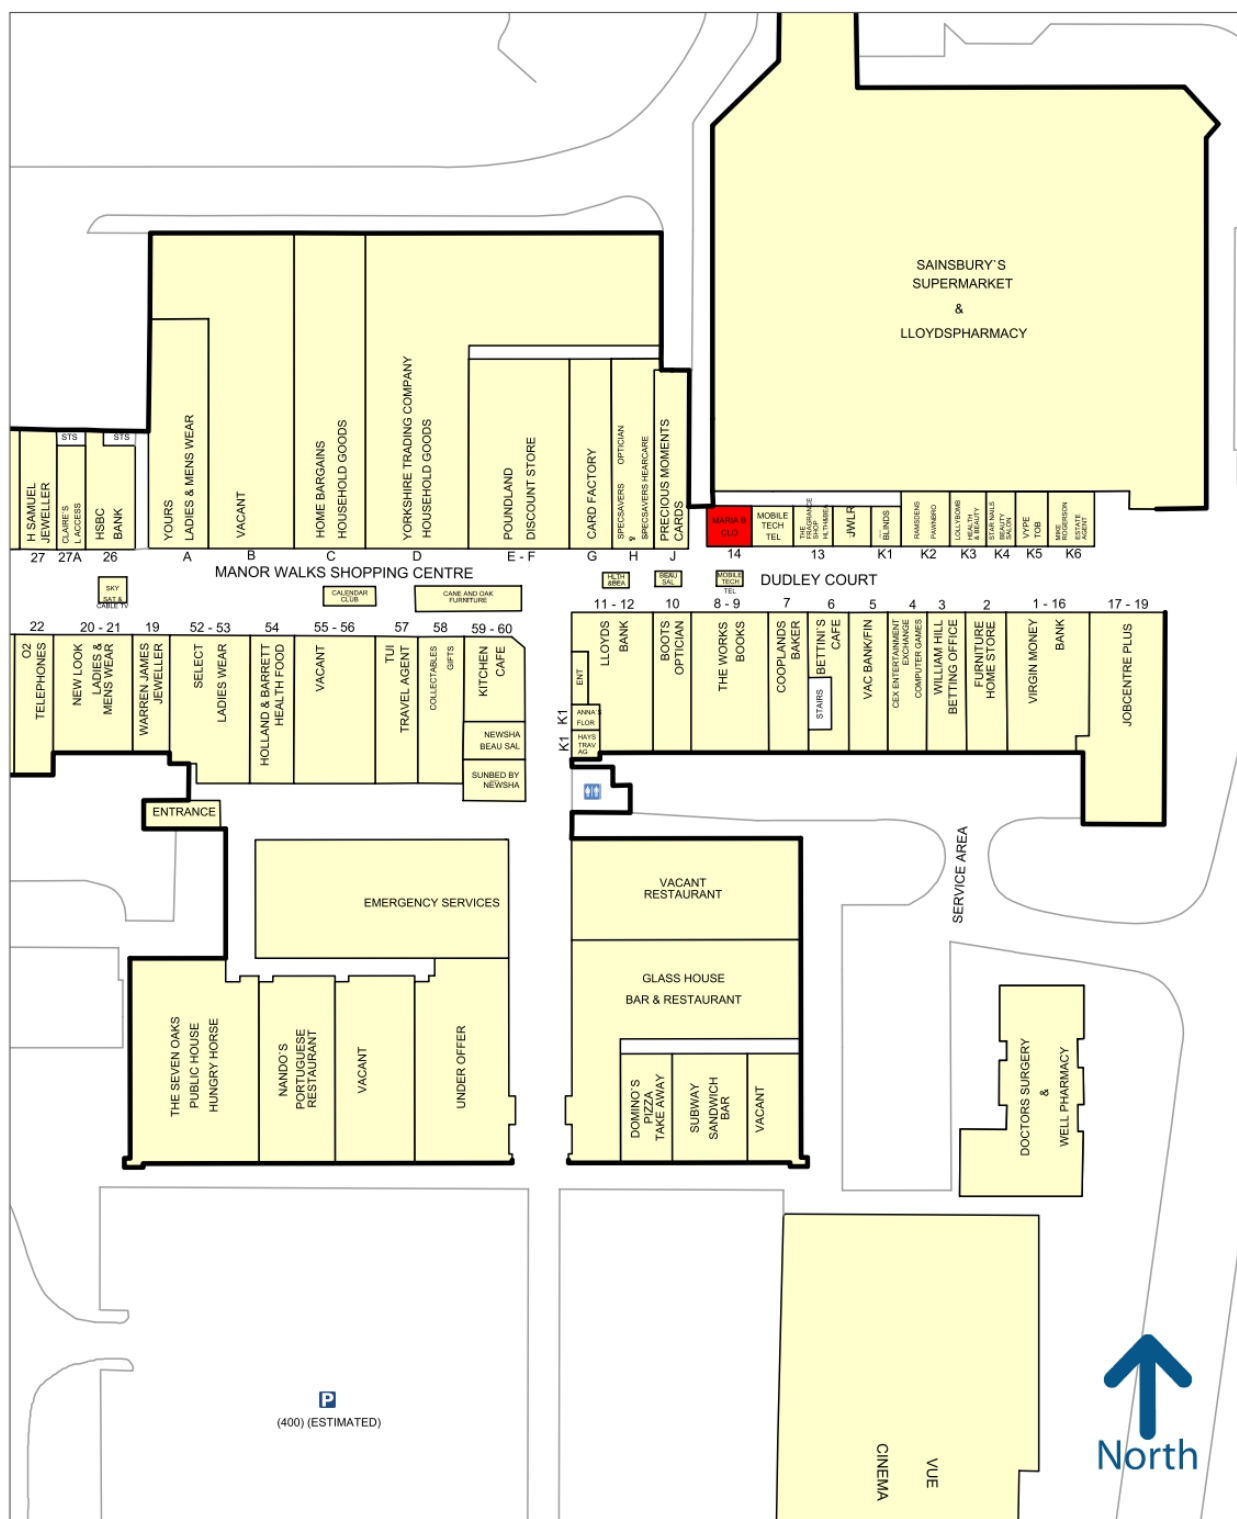 SAINSBURY`S
SUPERMARKET
&
LLOYDSPHARMACY
STS
STS
H SAMUEL
JEWELLER
CLAIRE'S
L ACCESS
HSBC
BANK
YOURS
LADIES & MENS WEAR
VACANT
HOME BARGAINS
HOUSEHOLD GOODS
YORKSHIRE TRADING COMPANY
HOUSEHOLD GOODS
POUNDLAND
DISCOUNT STORE
CARD FACTORY
SPECSAVERS OPTICIAN
&
SPECSAVERS HEARCARE
PRECIOUS MOMENTS
CARDS
MARIA B
CLO
MOBILE
TECH
TEL
THE
FRAGRANCE
SHOP
HLTH&BEA
JWLR
BLINDS
RAMSDENS
PAWNBRO
LOLLYBOMB
HEALTH
& BEAUTY
STAR NAILS
BEAUTY
SALON
VYPE
TOB
MIKE
ROGERSON
ESTATE
AGENT
27
27A
26
A
B
C
D
E - F
G
H
J
14
13
K1
K2
K3
K4
K5
K6
MANOR WALKS SHOPPING CENTRE
DUDLEY COURT
SKY
SAT &
CABLE TV
CALENDAR
CLUB
CANE AND OAK
FURNITURE
HLTH
&BEA
BEAU
SAL
MOBILE
TECH
TEL
22
20 - 21
19
52 - 53
54
55 - 56
57
58
59 - 60
11 - 12
10
8 - 9
7
6
5
4
3
2
1 - 16
17 - 19
O2
TELEPHONES
NEW LOOK
LADIES &
MENS WEAR
WARREN JAMES
JEWELLER
SELECT
LADIES WEAR
HOLLAND & BARRETT
HEALTH FOOD
VACANT
TUI
TRAVEL AGENT
COLLECTABLES
GIFTS
KITCHEN
CAFE
NEWSHA
BEAU SAL
SUNBED BY
NEWSHA
LLOYDS
BANK
ENT
K1
ANNA`S
FLOR
K1
HAYS
TRAV
AG
BOOTS
OPTICIAN
THE WORKS
BOOKS
COOPLANDS
BAKER
BETTINI`S
CAFE
STAIRS
VAC BANK/FIN
CEX ENTERTAINMENT
EXCHANGE
COMPUTER GAMES
WILLIAM HILL
BETTING OFFICE
FURNITURE
HOME STORE
VIRGIN MONEY
BANK
JOBCENTRE PLUS
ENTRANCE
EMERGENCY SERVICES
VACANT
RESTAURANT
SERVICE AREA
GLASS HOUSE
BAR & RESTAURANT
THE SEVEN OAKS
PUBLIC HOUSE
HUNGRY HORSE
NANDO`S
PORTUGUESE
RESTAURANT
VACANT
UNDER OFFER
DOMINO`S
PIZZA
TAKE AWAY
SUBWAY
SANDWICH
BAR
VACANT
DOCTORS SURGERY
&
WELL PHARMACY
P
(400) (ESTIMATED)
VUE
CINEMA
North